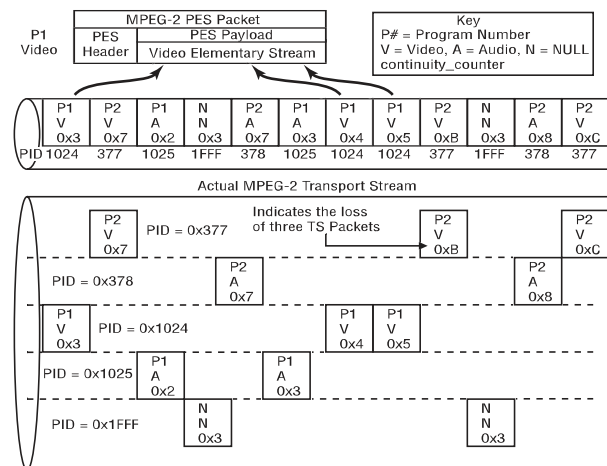 MPEG-2 PES Packet
P1
Video
PES
Header
PES Payload
Video Elementary Stream
Key
P# = Program Number
V = Video, A = Audio, N = NULL
continuity_counter
P1 P2 P1 N P2 P1 P1 P1 P2 N P2 P2
V V A N A A V V V N A V
0x3 0x7 0x2 0x3 0x7 0x3 0x4 0x5 0xB 0x3 0x8 0xC
PID 1024 377 1025 1FFF 378 1025 1024 1024 377 1FFF 378 377
Actual MPEG-2 Transport Stream
P2
V
0x7
PID = 0x377
Indicates the loss
of three TS Packets
P2
V
0xB
P2
V
0xC
PID = 0x378
P2
A
0x7
P2
A
0x8
P1
V
0x3
PID = 0x1024
P1
V
0x4
P1
V
0x5
PID = 0x1025
P1
A
0x2
P1
A
0x3
PID = 0x1FFF
N
N
0x3
N
N
0x3